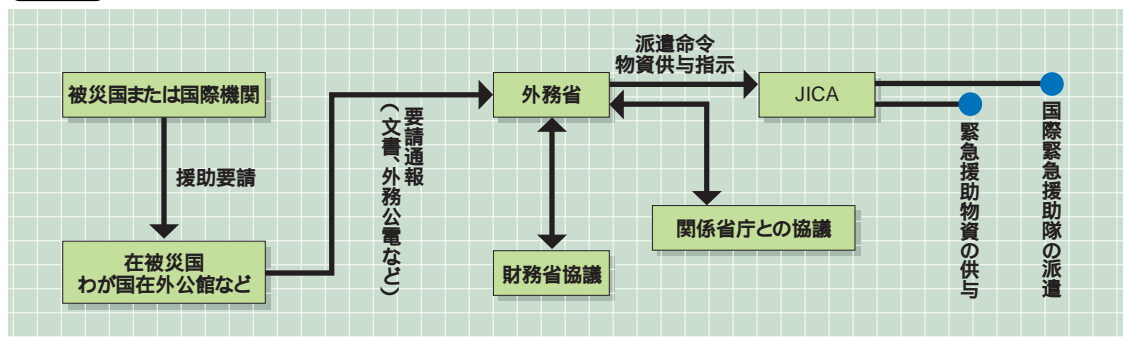 被災国または国際機関
援助要請
在被災国
わが国在外公館など
要請通報
（文書、外務公電など）
外務省
派遣命令
物資供与指示
JICA
財務省協議
関係省庁との協議
緊急援助物資の供与
国際緊急援助隊の派遣